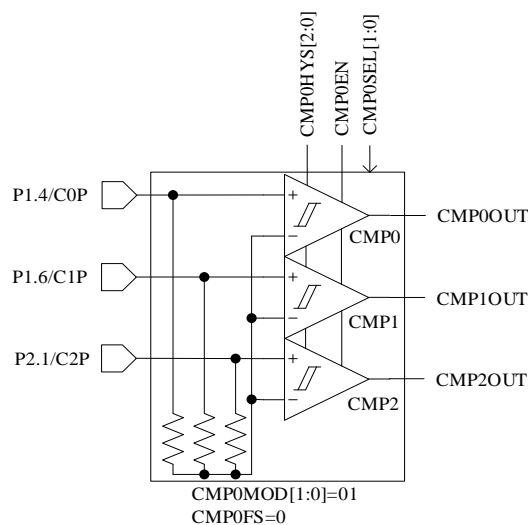 CMP0HYS[2:0]
CMP0EN
CMP0SEL[1:0]
P1.4/C0P
+
−
CMP0
CMP0OUT
P1.6/C1P
+
−
CMP1
CMP1OUT
P2.1/C2P
+
−
CMP2
CMP2OUT
CMP0MOD[1:0]=01
CMP0FS=0